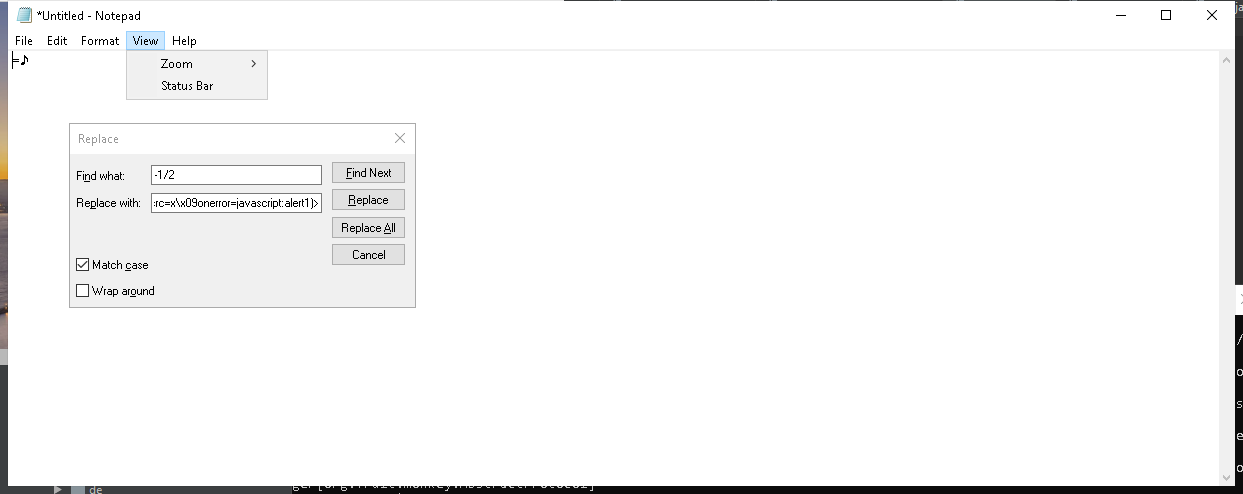 *Untitled - Notepad
File Edit Format View Help
=♪
Zoom
Status Bar
Replace
Find what: -1/2 Find Next
Replace with: :rc=x\x09onerror=javascript:alert1)> Replace
Replace All
Cancel
Match case
Wrap around
de